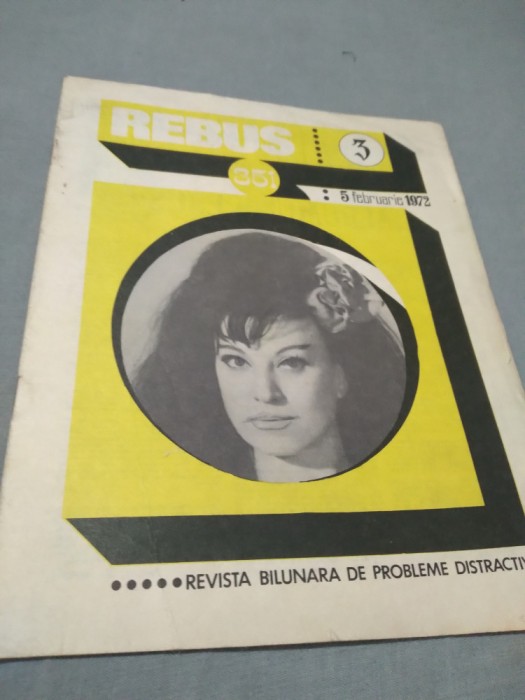 REBUS
3
351
5 februarie 1972
REVISTA BILUNARA DE PROBLEME DISTRACTIV